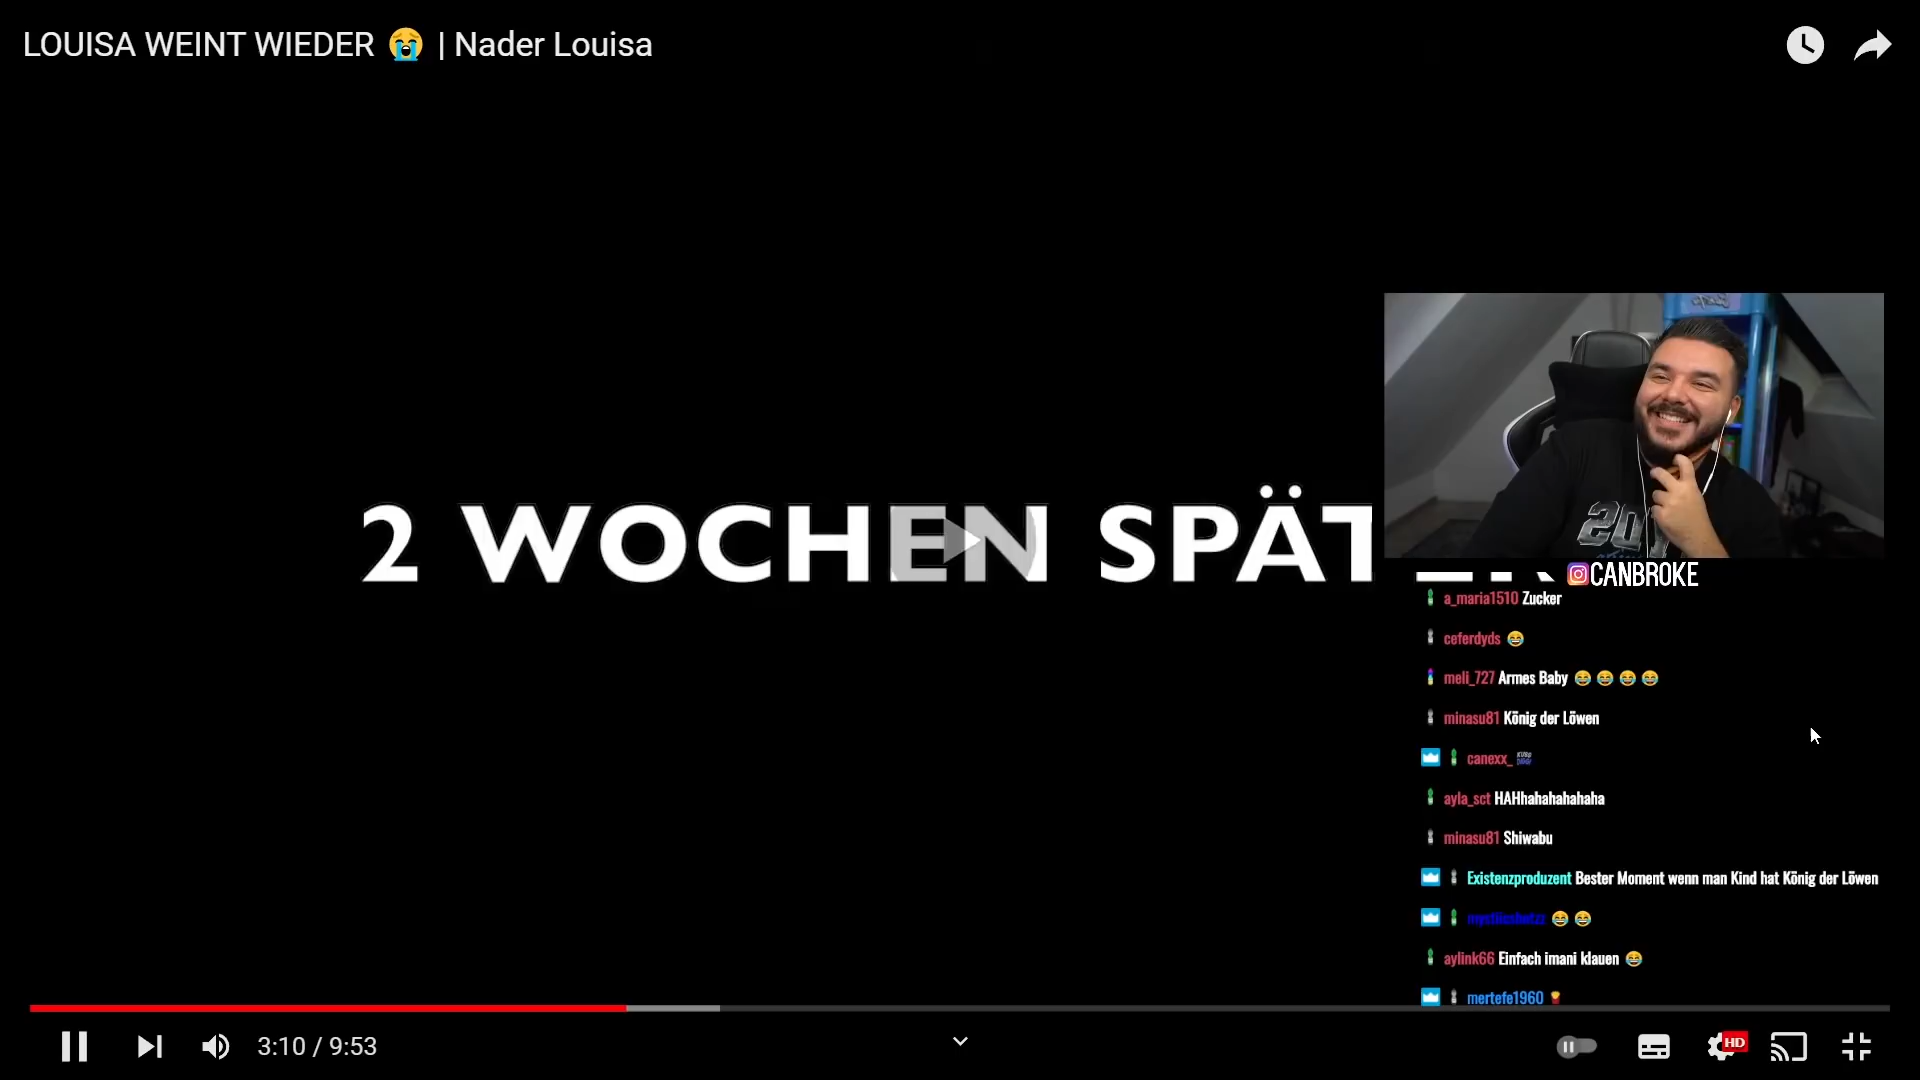 LOUISA WEINT WIEDER 😭 | Nader Louisa
2 WOCHEN SPÄT
CANBROKE
a_maria1510 Zucker
ceferdyds 😂
meli_727 Armes Baby 😂 😂 😂 😂
minasu81 König der Löwen
canexx_
ayla_sct HAHhahahahahaha
minasu81 Shiwabu
Existenzproduzent Bester Moment wenn man Kind hat König der Löwen
😂 😂
aylink66 Einfach imani klauen 😂
mertefe1960
3:10 / 9:53
HD